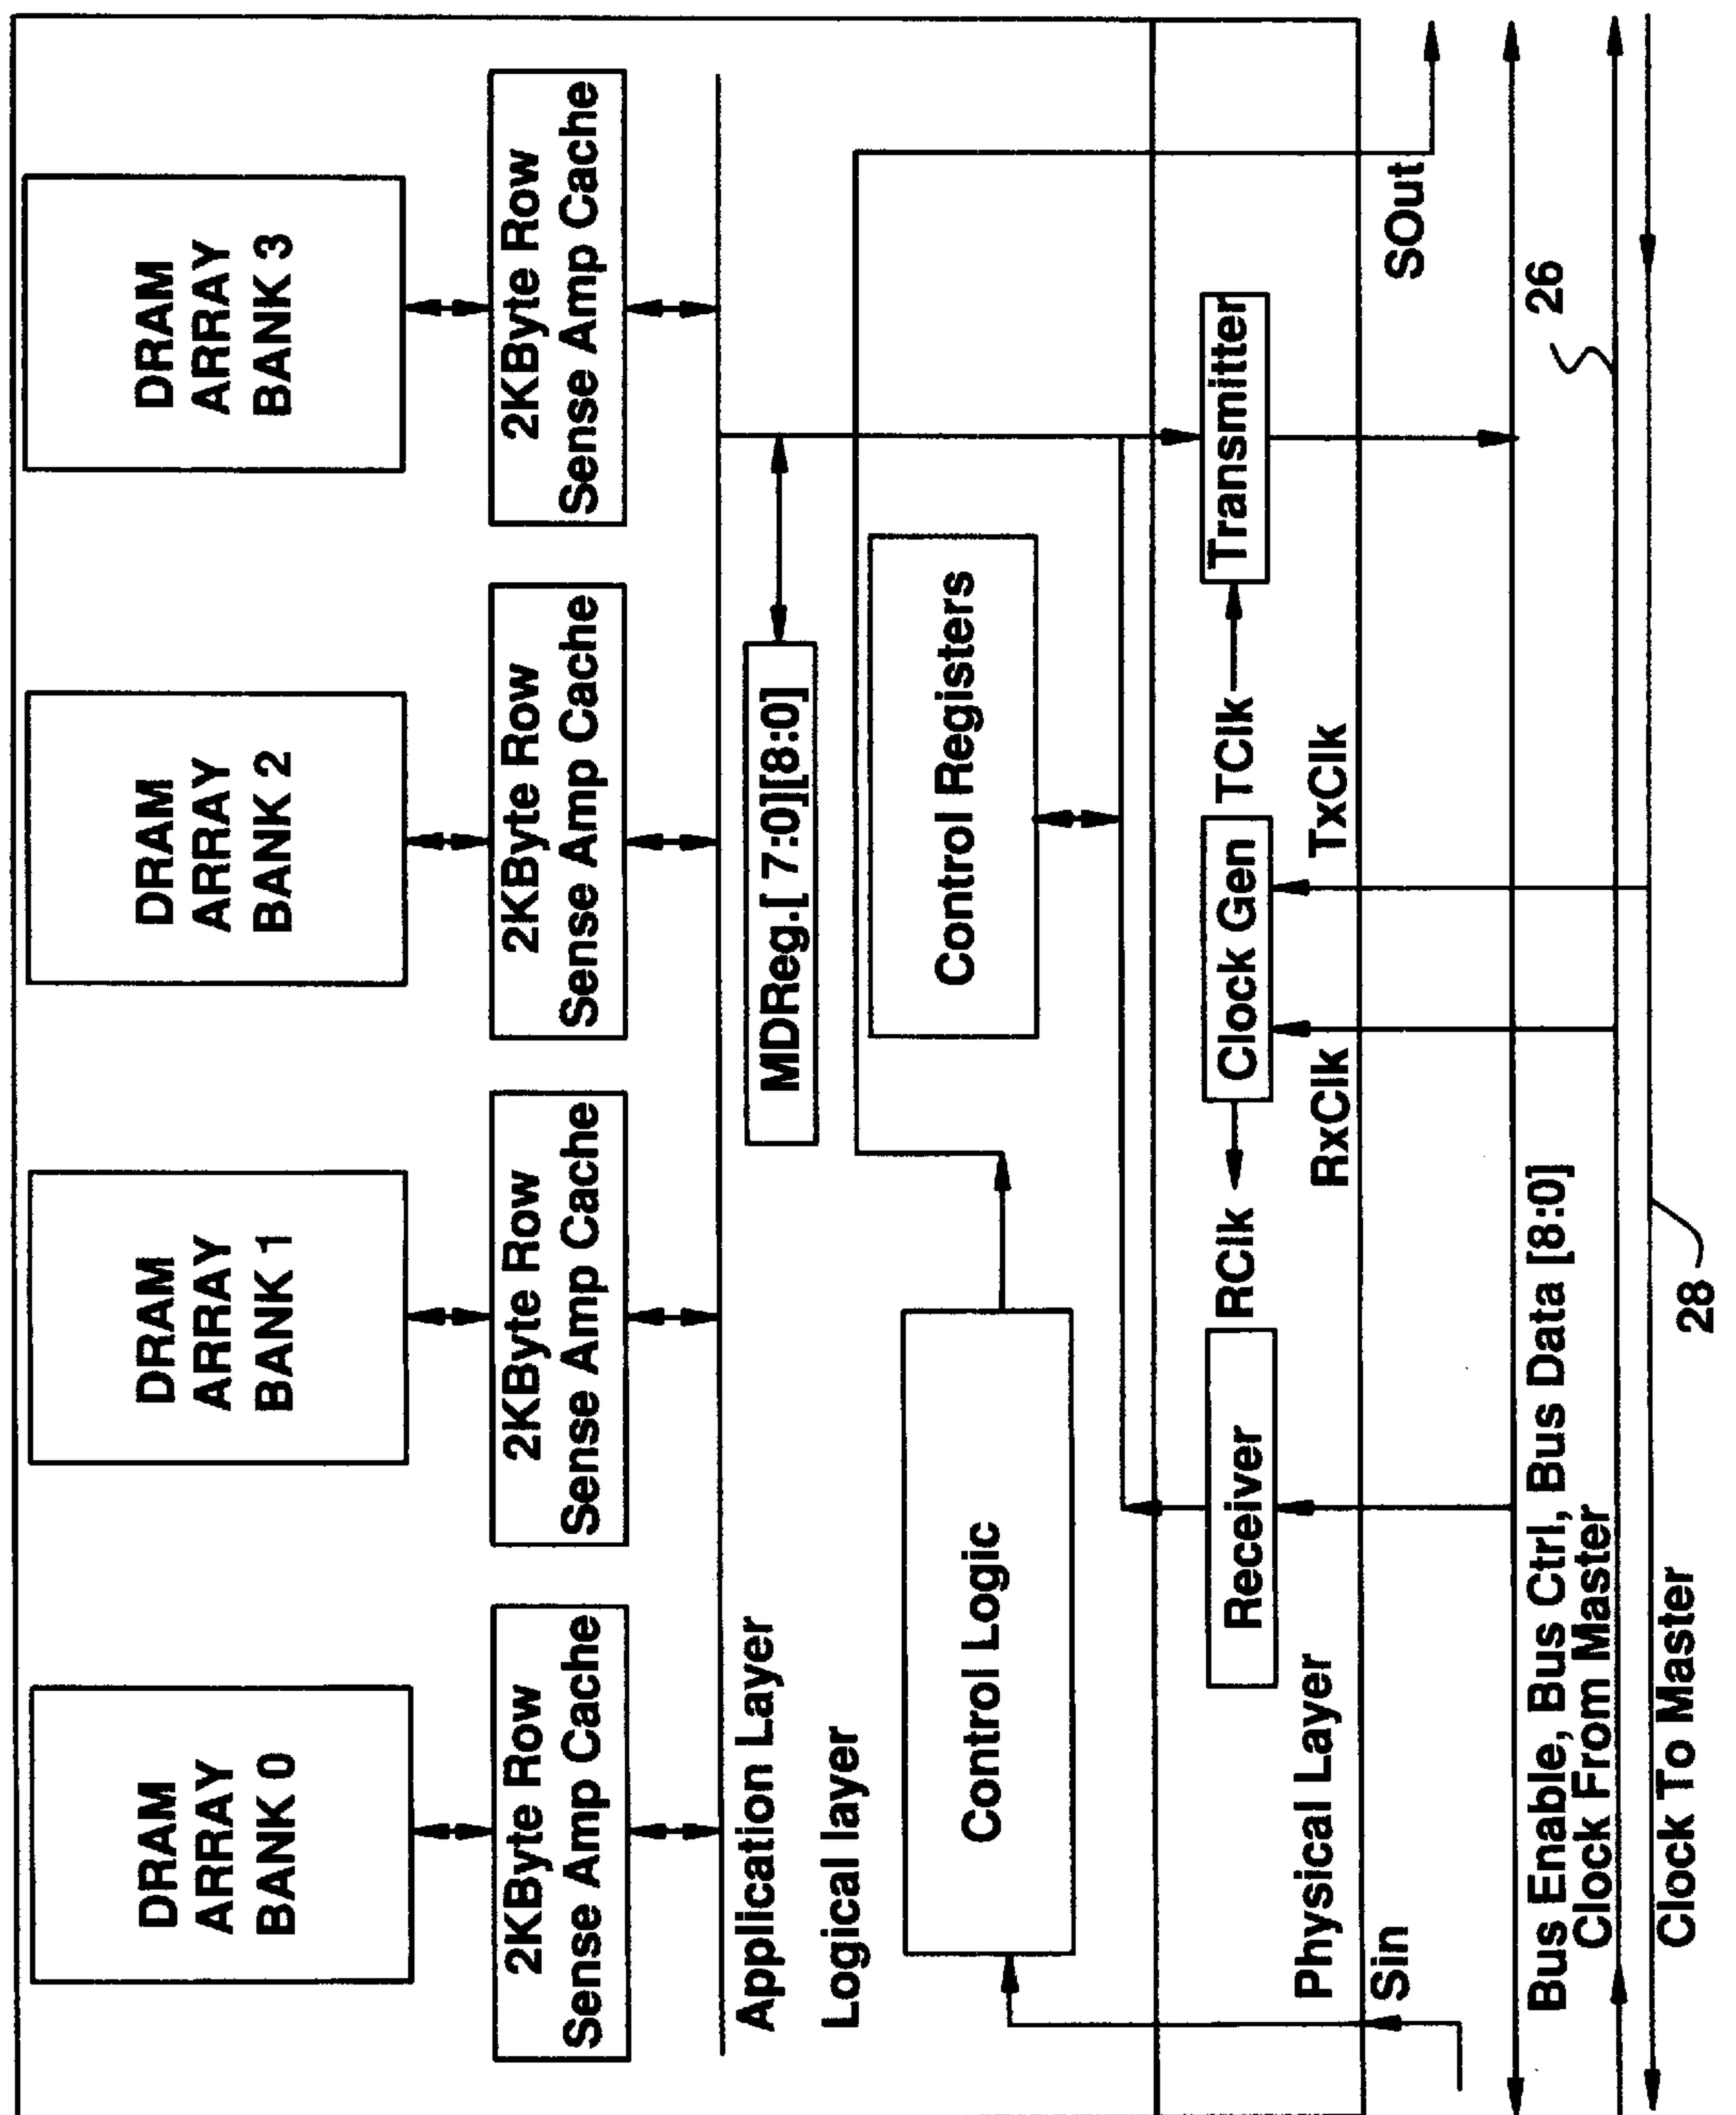 DRAM
ARRAY
BANK 0
DRAM
ARRAY
BANK 1
DRAM
ARRAY
BANK 2
DRAM
ARRAY
BANK 3
2KByte Row
Sense Amp Cache
2KByte Row
Sense Amp Cache
2KByte Row
Sense Amp Cache
2KByte Row
Sense Amp Cache
Application Layer
MDReg.[ 7:0][8:0]
Logical layer
Control Logic
Control Registers
Receiver
RClk
Clock Gen
TClk
Transmitter
Physical Layer
RxClk
TxClk
Sin
SOut
Bus Enable, Bus Ctrl, Bus Data [8:0]
26
Clock From Master
Clock To Master
28